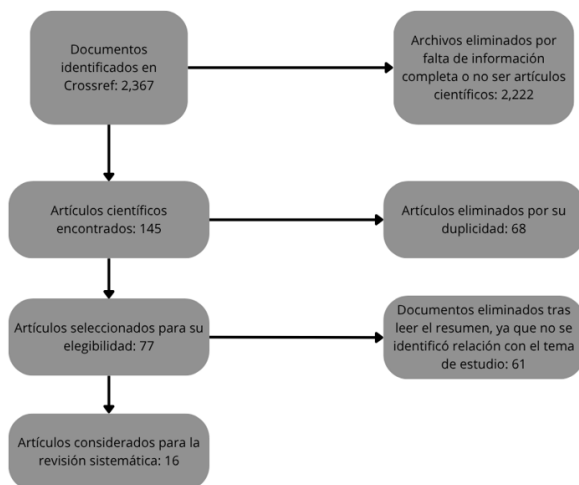 Documentos
identificados en
Crossref: 2,367
Archivos eliminados por
falta de información
completa o no ser artículos
científicos: 2,222
Artículos científicos
encontrados: 145
Artículos eliminados por su
duplicidad: 68
Artículos seleccionados para su
elegibilidad: 77
Documentos eliminados tras
leer el resumen, ya que no se
identificó relación con el tema
de estudio: 61
Artículos considerados para la
revisión sistemática: 16